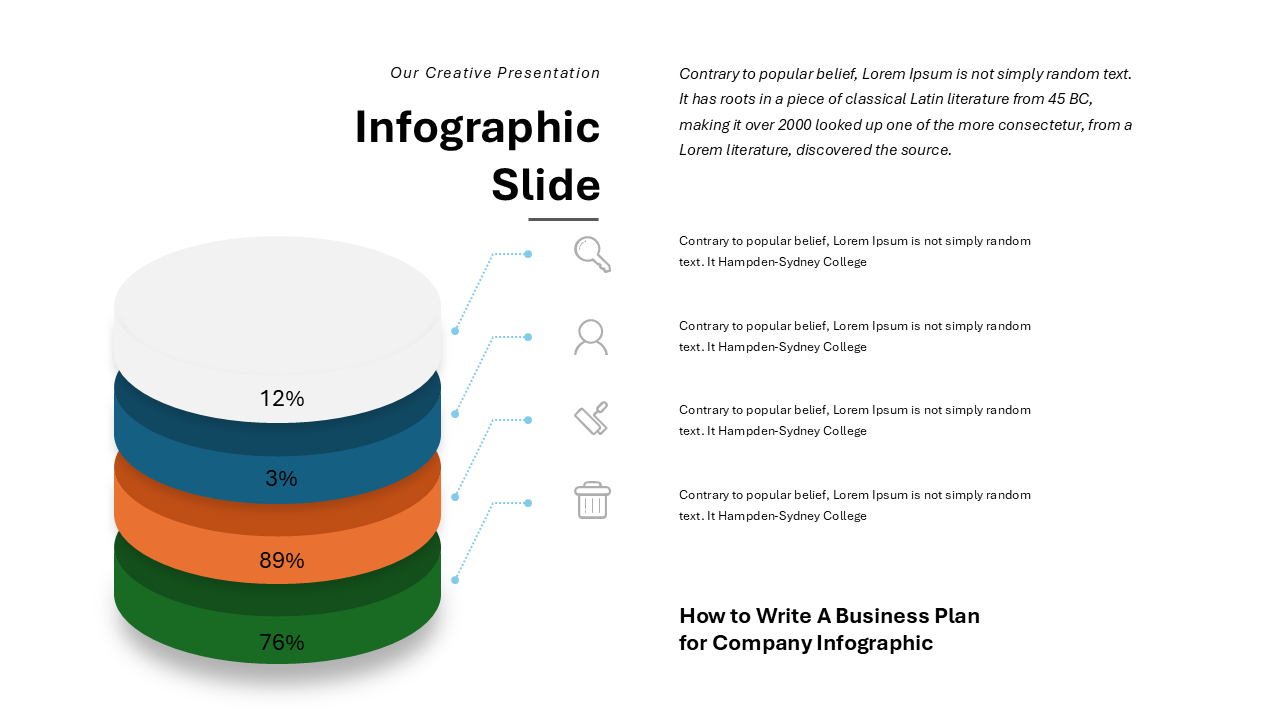 Our Creative Presentation
Infographic
Slide
Contrary to popular belief, Lorem Ipsum is not simply random text.
It has roots in a piece of classical Latin literature from 45 BC,
making it over 2000 looked up one of the more consectetur, from a
Lorem literature, discovered the source.
12%
3%
89%
76%
Contrary to popular belief, Lorem Ipsum is not simply random
text. It Hampden-Sydney College
Contrary to popular belief, Lorem Ipsum is not simply random
text. It Hampden-Sydney College
Contrary to popular belief, Lorem Ipsum is not simply random
text. It Hampden-Sydney College
Contrary to popular belief, Lorem Ipsum is not simply random
text. It Hampden-Sydney College
How to Write A Business Plan
for Company Infographic